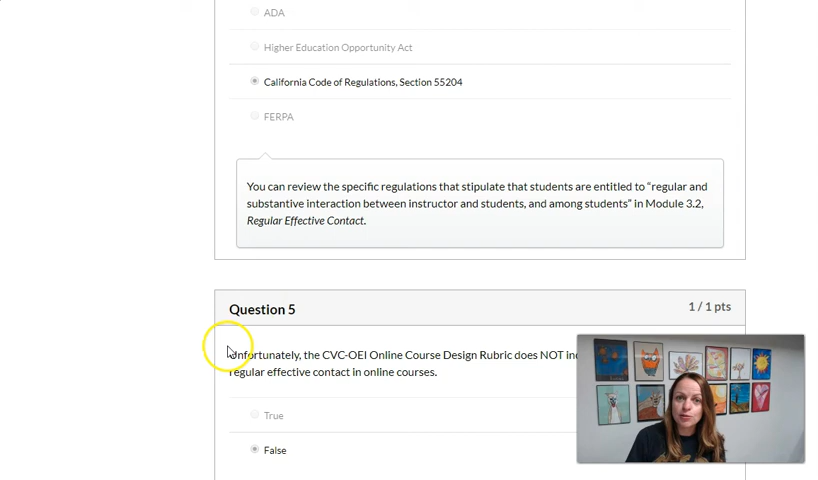 ADA
Higher Education Opportunity Act
California Code of Regulations, Section 55204
FERPA
You can review the specific regulations that stipulate that students are entitled to “regular and
substantive interaction between instructor and students, and among students” in Module 3.2,
Regular Effective Contact.
Question 5
1 / 1 pts
Unfortunately, the CVC-OEI Online Course Design Rubric does NOT
regular effective contact in online courses.
True
False